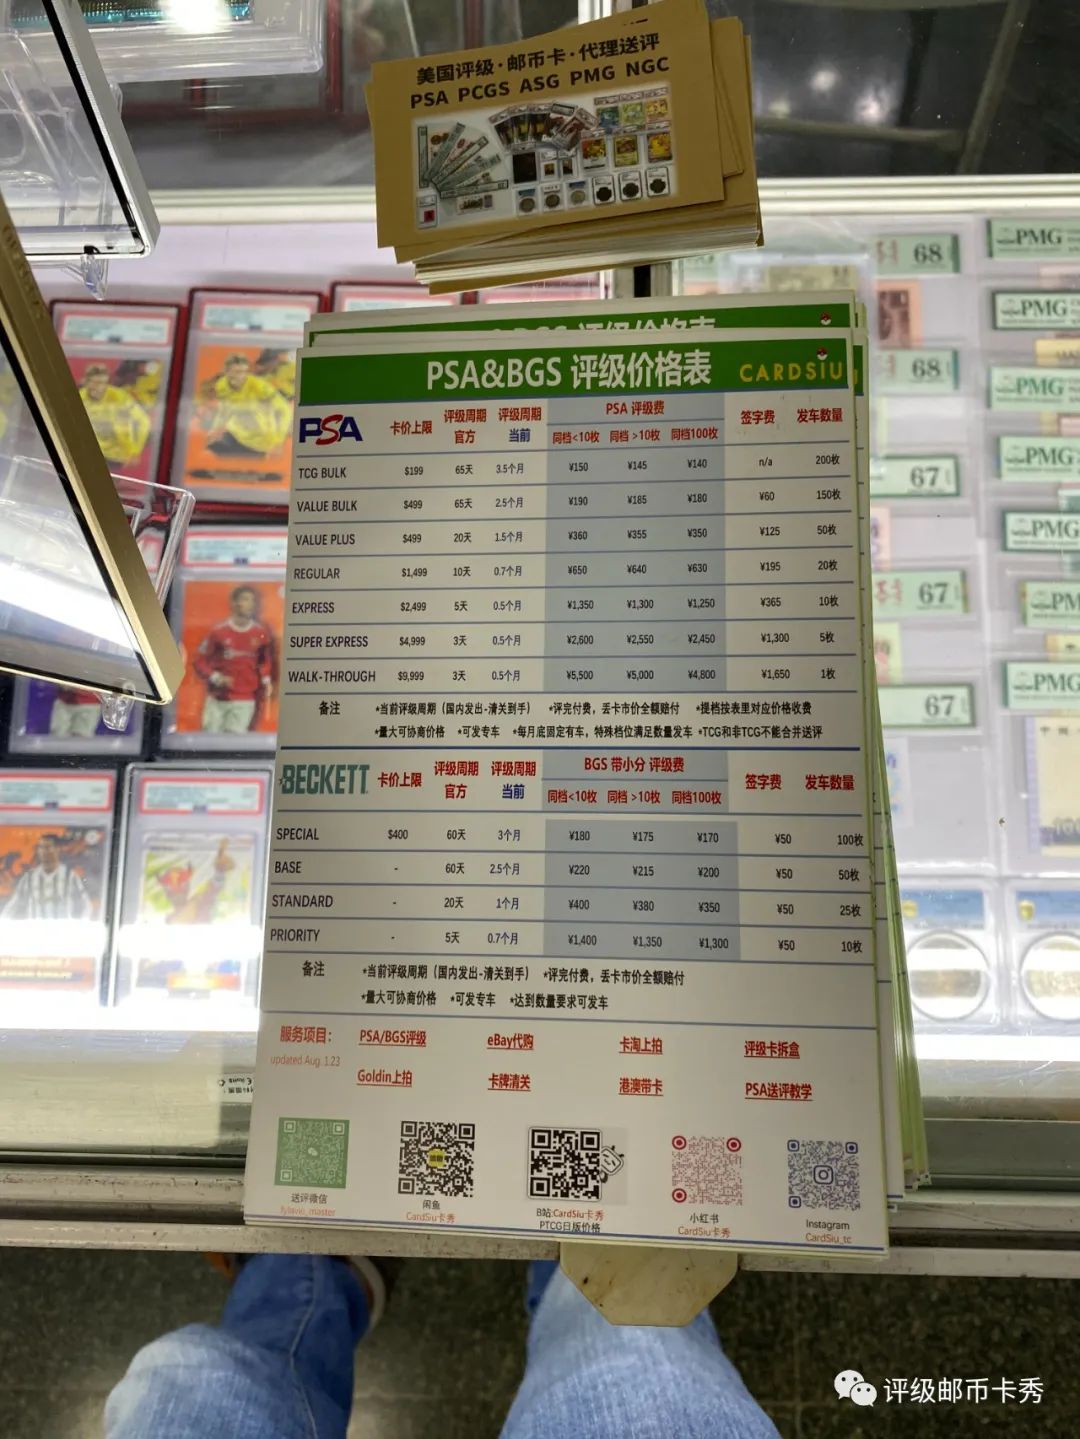 美国评级·邮币卡·代理送评
PSA PCGS ASG PMG NGC
PSA&BGS 评级价格表 CARDSIU
PSA 卡价上限 评级周期 官方 评级周期 当前 PSA 评级费 签字费 发车数量
同档<10枚 同档 >10枚 同档100枚
TCG BULK $199 65天 3.5个月 ¥150 ¥145 ¥140 n/a 200枚
VALUE BULK $499 65天 2.5个月 ¥190 ¥185 ¥180 ¥60 150枚
VALUE PLUS $499 20天 1.5个月 ¥360 ¥355 ¥350 ¥125 50枚
REGULAR $1,499 10天 0.7个月 ¥650 ¥640 ¥630 ¥195 20枚
EXPRESS $2,499 5天 0.5个月 ¥1,350 ¥1,300 ¥1,250 ¥365 10枚
SUPER EXPRESS $4,999 3天 0.5个月 ¥2,600 ¥2,550 ¥2,450 ¥1,300 5枚
WALK-THROUGH $9,999 3天 0.5个月 ¥5,500 ¥5,000 ¥4,800 ¥1,650 1枚
备注 *当前评级周期（国内发出-清关到手） *评完付费，丢卡市价全额赔付 *提档按表里对应价格收费
*量大可协商价格 *可发专车 *每月底固定有车，特殊档位满足数量发车 *TCG和非TCG不能合并送评
BECKETT 卡价上限 评级周期 官方 评级周期 当前 BGS 带小分 评级费 签字费 发车数量
同档<10枚 同档 >10枚 同档100枚
SPECIAL $400 60天 3个月 ¥180 ¥175 ¥170 ¥50 100枚
BASE - 60天 2.5个月 ¥220 ¥215 ¥200 ¥50 50枚
STANDARD - 20天 1个月 ¥400 ¥380 ¥350 ¥50 25枚
PRIORITY - 5天 0.7个月 ¥1,400 ¥1,350 ¥1,300 ¥50 10枚
备注 *当前评级周期（国内发出-清关到手） *评完付费，丢卡市价全额赔付
*量大可协商价格 *可发专车 *达到数量要求可发车
服务项目： PSA/BGS评级 eBay代购 卡淘上拍 评级卡拆盒
updated Aug. 1.23
Goldin上拍 卡牌清关 港澳带卡 PSA送评教学
送评微信
闲鱼
CardSiu卡秀
B站:CardSiu卡秀
PTCG日版价格
小红书
CardSiu卡秀
Instagram
CardSiu_tc
PMG
68
PMG
68
PMG
67
PMG
PMG
67
PMG
67
PMG
评级邮币卡秀